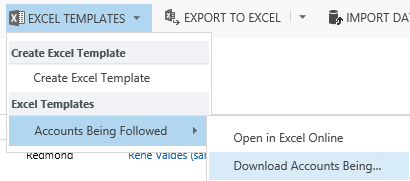 EXCEL TEMPLATES EXPORT TO EXCEL IMPORT DA
Create Excel Template
Create Excel Template
Excel Templates
Accounts Being Followed
Open in Excel Online
Redmond Rene Valdes (sa
Download Accounts Being...